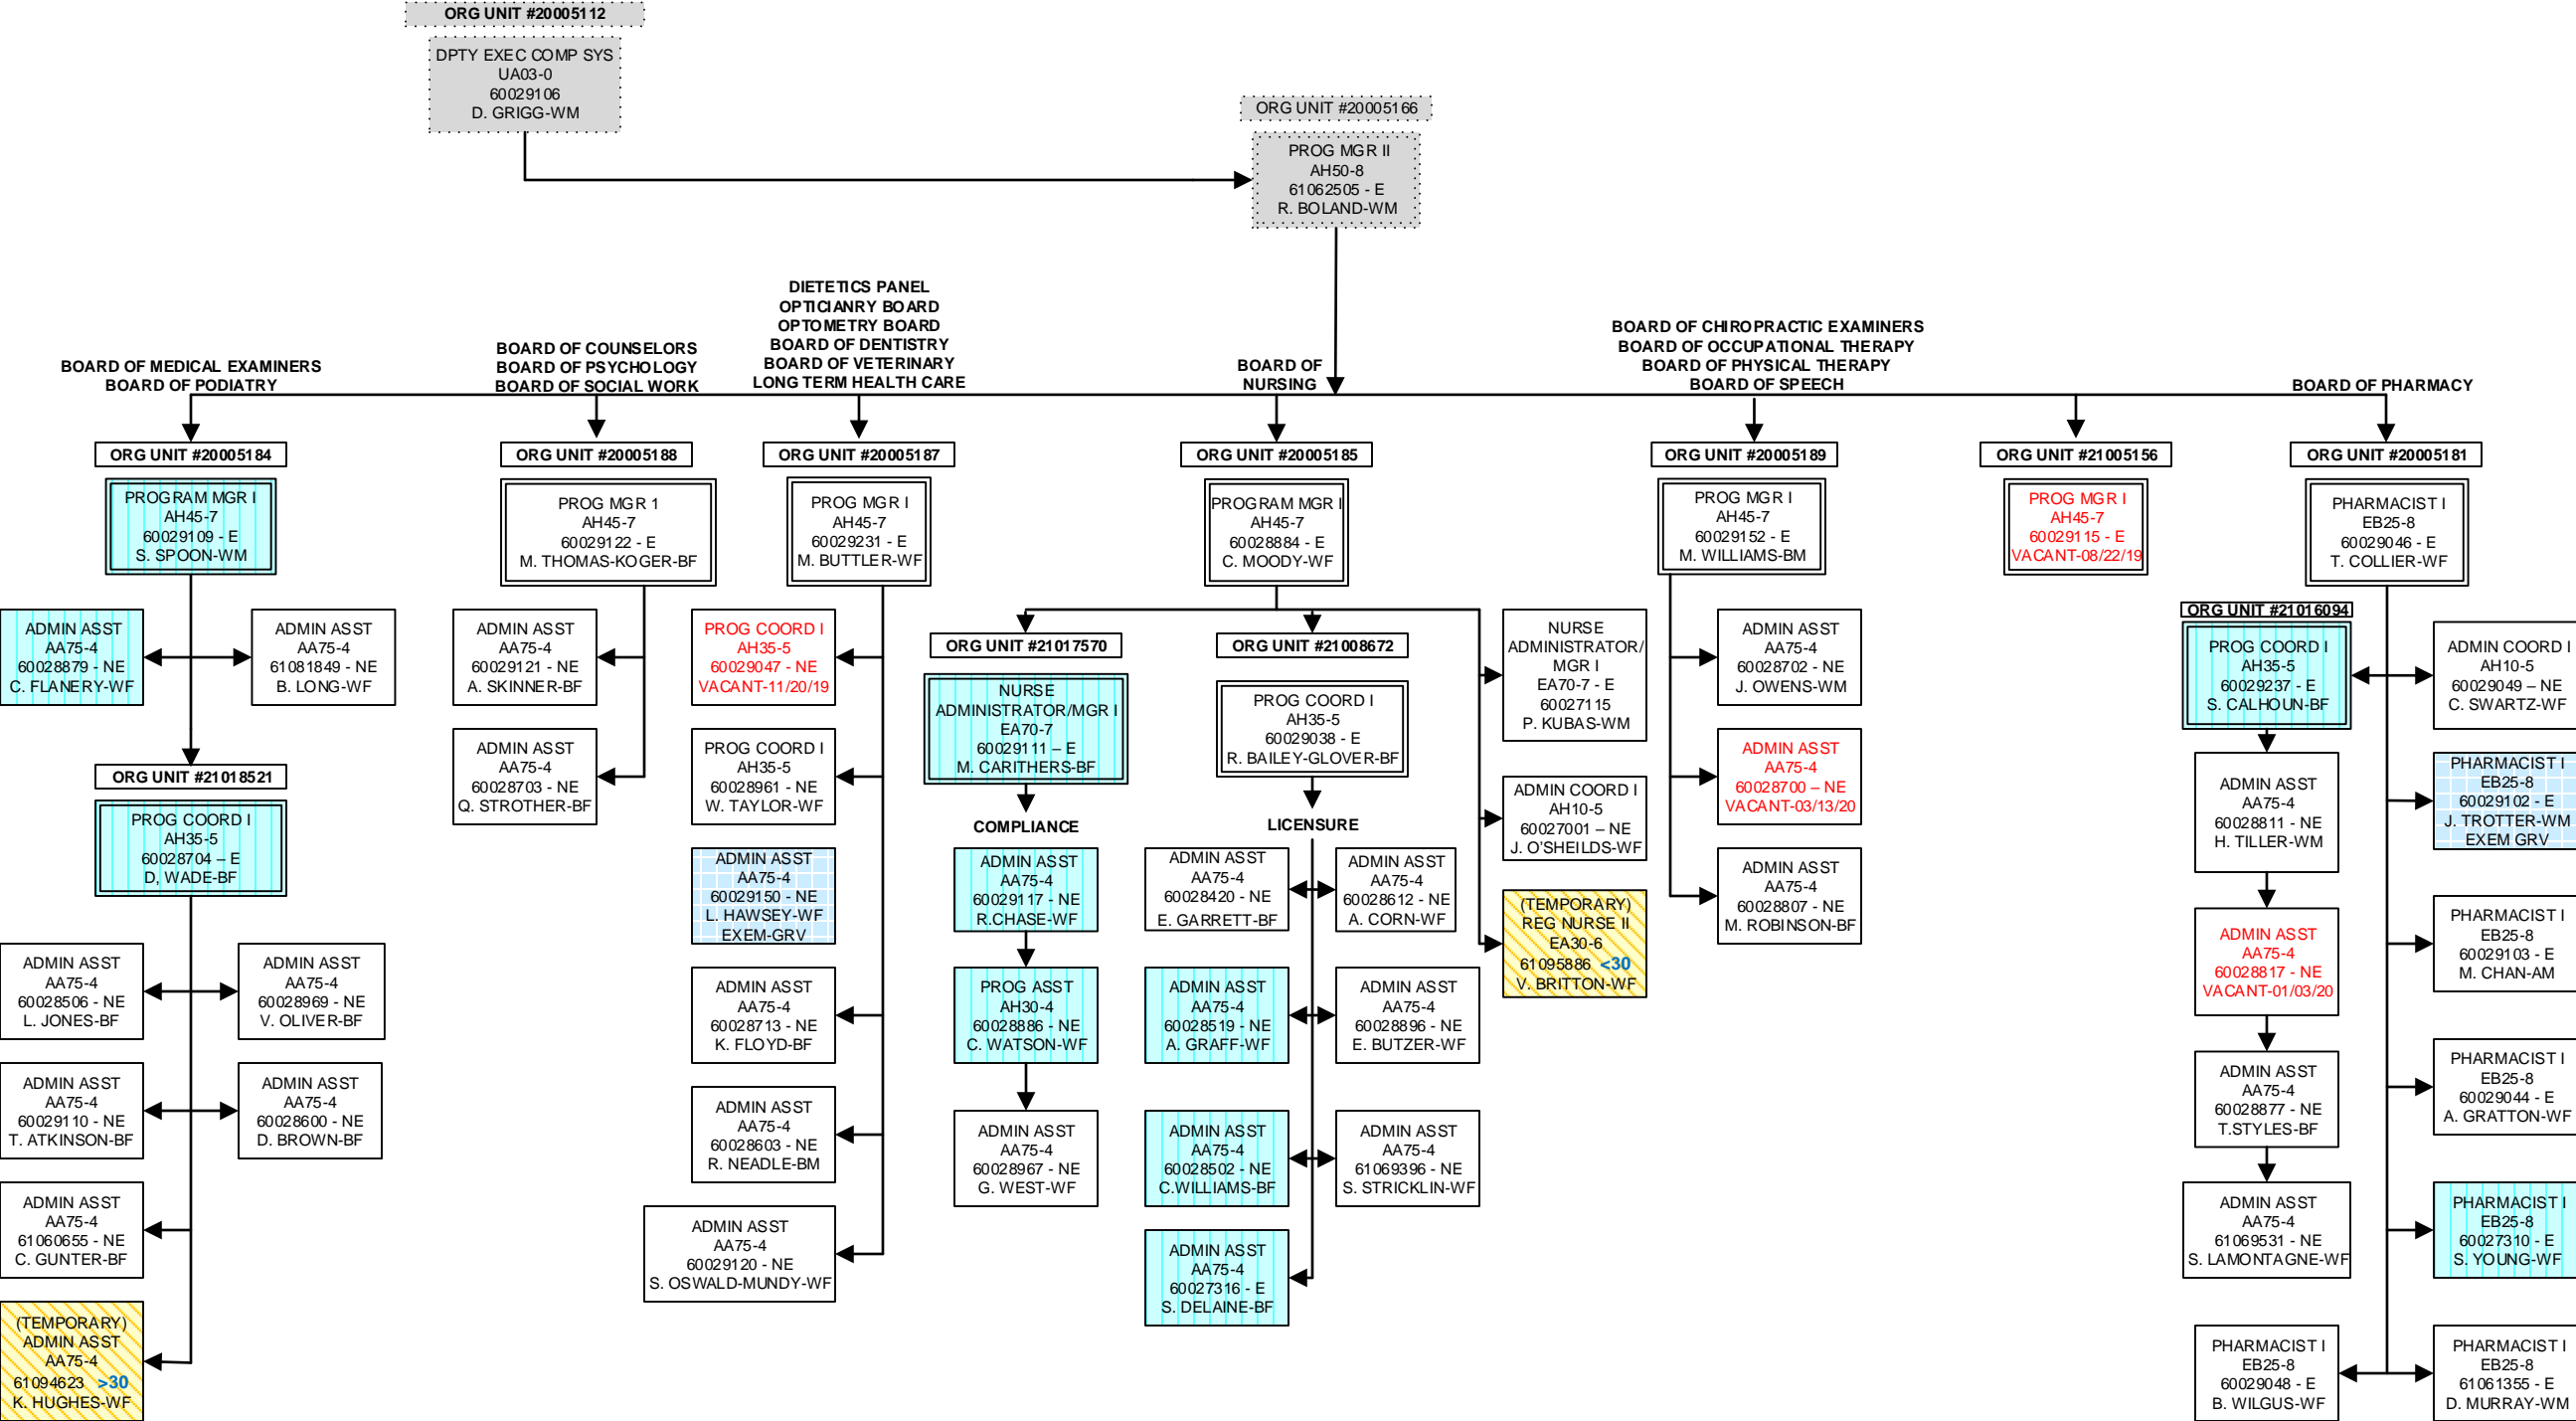 ORG UNIT #20005112
DPTY EXEC COMP SYS
UA03-0
60029106
D. GRIGG-WM
ORG UNIT #20005166
PROG MGR II
AH50-8
61062505 - E
R. BOLAND-WM
BOARD OF MEDICAL EXAMINERS
BOARD OF PODIATRY
ORG UNIT #20005184
PROGRAM MGR I
AH45-7
60029109 - E
S. SPOON-WM
ADMIN ASST
AA75-4
60028879 - NE
C. FLANERY-WF
ADMIN ASST
AA75-4
61081849 - NE
B. LONG-WF
ORG UNIT #21018521
PROG COORD I
AH35-5
60028704 – E
D, WADE-BF
ADMIN ASST
AA75-4
60028506 - NE
L. JONES-BF
ADMIN ASST
AA75-4
60028969 - NE
V. OLIVER-BF
ADMIN ASST
AA75-4
60029110 - NE
T. ATKINSON-BF
ADMIN ASST
AA75-4
60028600 - NE
D. BROWN-BF
ADMIN ASST
AA75-4
61060655 - NE
C. GUNTER-BF
(TEMPORARY)
ADMIN ASST
AA75-4
61094623 >30
K. HUGHES-WF
BOARD OF COUNSELORS
BOARD OF PSYCHOLOGY
BOARD OF SOCIAL WORK
ORG UNIT #20005188
PROG MGR 1
AH45-7
60029122 - E
M. THOMAS-KOGER-BF
ADMIN ASST
AA75-4
60029121 - NE
A. SKINNER-BF
ADMIN ASST
AA75-4
60028703 - NE
Q. STROTHER-BF
DIETETICS PANEL
OPTICIANRY BOARD
OPTOMETRY BOARD
BOARD OF DENTISTRY
BOARD OF VETERINARY
LONG TERM HEALTH CARE
ORG UNIT #20005187
PROG MGR I
AH45-7
60029231 - E
M. BUTTLER-WF
PROG COORD I
AH35-5
60029047 - NE
VACANT-11/20/19
PROG COORD I
AH35-5
60028961 - NE
W. TAYLOR-WF
ADMIN ASST
AA75-4
60029150 - NE
L. HAWSEY-WF
EXEM-GRV
ADMIN ASST
AA75-4
60028713 - NE
K. FLOYD-BF
ADMIN ASST
AA75-4
60028603 - NE
R. NEADLE-BM
ADMIN ASST
AA75-4
60029120 - NE
S. OSWALD-MUNDY-WF
BOARD OF
NURSING
ORG UNIT #20005185
PROGRAM MGR I
AH45-7
60028884 - E
C. MOODY-WF
ORG UNIT #21017570
NURSE
ADMINISTRATOR/MGR I
EA70-7
60029111 – E
M. CARITHERS-BF
COMPLIANCE
ADMIN ASST
AA75-4
60029117 - NE
R.CHASE-WF
PROG ASST
AH30-4
60028886 - NE
C. WATSON-WF
ADMIN ASST
AA75-4
60028967 - NE
G. WEST-WF
ORG UNIT #21008672
PROG COORD I
AH35-5
60029038 - E
R. BAILEY-GLOVER-BF
LICENSURE
ADMIN ASST
AA75-4
60028420 - NE
E. GARRETT-BF
ADMIN ASST
AA75-4
60028612 - NE
A. CORN-WF
ADMIN ASST
AA75-4
60028519 - NE
A. GRAFF-WF
ADMIN ASST
AA75-4
60028896 - NE
E. BUTZER-WF
ADMIN ASST
AA75-4
60028502 - NE
C.WILLIAMS-BF
ADMIN ASST
AA75-4
61069396 - NE
S. STRICKLIN-WF
ADMIN ASST
AA75-4
60027316 - E
S. DELAINE-BF
NURSE
ADMINISTRATOR/
MGR I
EA70-7 - E
60027115
P. KUBAS-WM
ADMIN COORD I
AH10-5
60027001 – NE
J. O'SHEILDS-WF
(TEMPORARY)
REG NURSE II
EA30-6
61095886 <30
V. BRITTON-WF
BOARD OF CHIROPRACTIC EXAMINERS
BOARD OF OCCUPATIONAL THERAPY
BOARD OF PHYSICAL THERAPY
BOARD OF SPEECH
ORG UNIT #20005189
PROG MGR I
AH45-7
60029152 - E
M. WILLIAMS-BM
ADMIN ASST
AA75-4
60028702 - NE
J. OWENS-WM
ADMIN ASST
AA75-4
60028700 – NE
VACANT-03/13/20
ADMIN ASST
AA75-4
60028807 - NE
M. ROBINSON-BF
ORG UNIT #21005156
PROG MGR I
AH45-7
60029115 - E
VACANT-08/22/19
BOARD OF PHARMACY
ORG UNIT #20005181
PHARMACIST I
EB25-8
60029046 - E
T. COLLIER-WF
ORG UNIT #21016094
PROG COORD I
AH35-5
60029237 - E
S. CALHOUN-BF
ADMIN COORD I
AH10-5
60029049 – NE
C. SWARTZ-WF
ADMIN ASST
AA75-4
60028811 - NE
H. TILLER-WM
PHARMACIST I
EB25-8
60029102 - E
J. TROTTER-WM
EXEM GRV
ADMIN ASST
AA75-4
60028817 - NE
VACANT-01/03/20
PHARMACIST I
EB25-8
60029103 - E
M. CHAN-AM
ADMIN ASST
AA75-4
60028877 - NE
T.STYLES-BF
PHARMACIST I
EB25-8
60029044 - E
A. GRATTON-WF
ADMIN ASST
AA75-4
61069531 - NE
S. LAMONTAGNE-WF
PHARMACIST I
EB25-8
60027310 - E
S. YOUNG-WF
PHARMACIST I
EB25-8
60029048 - E
B. WILGUS-WF
PHARMACIST I
EB25-8
61061355 - E
D. MURRAY-WM